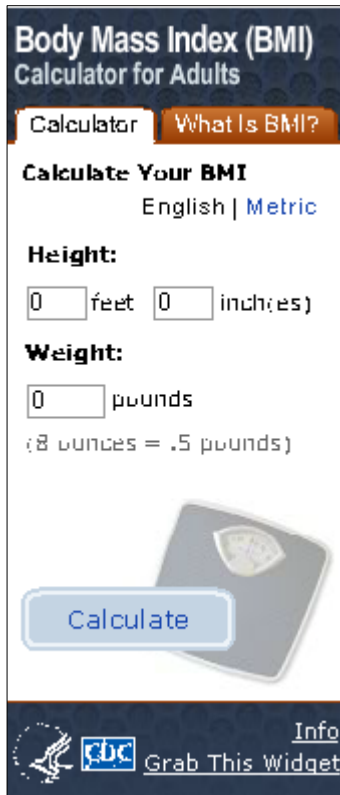 Body Mass Index (BMI)
Calculator for Adults
Calculator What Is BMI?
Calculate Your BMI
English | Metric
Height:
0 feet 0 inch(es)
Weight:
0 pounds
(8 ounces = .5 pounds)
Calculate
Info
CDC Grab This Widget